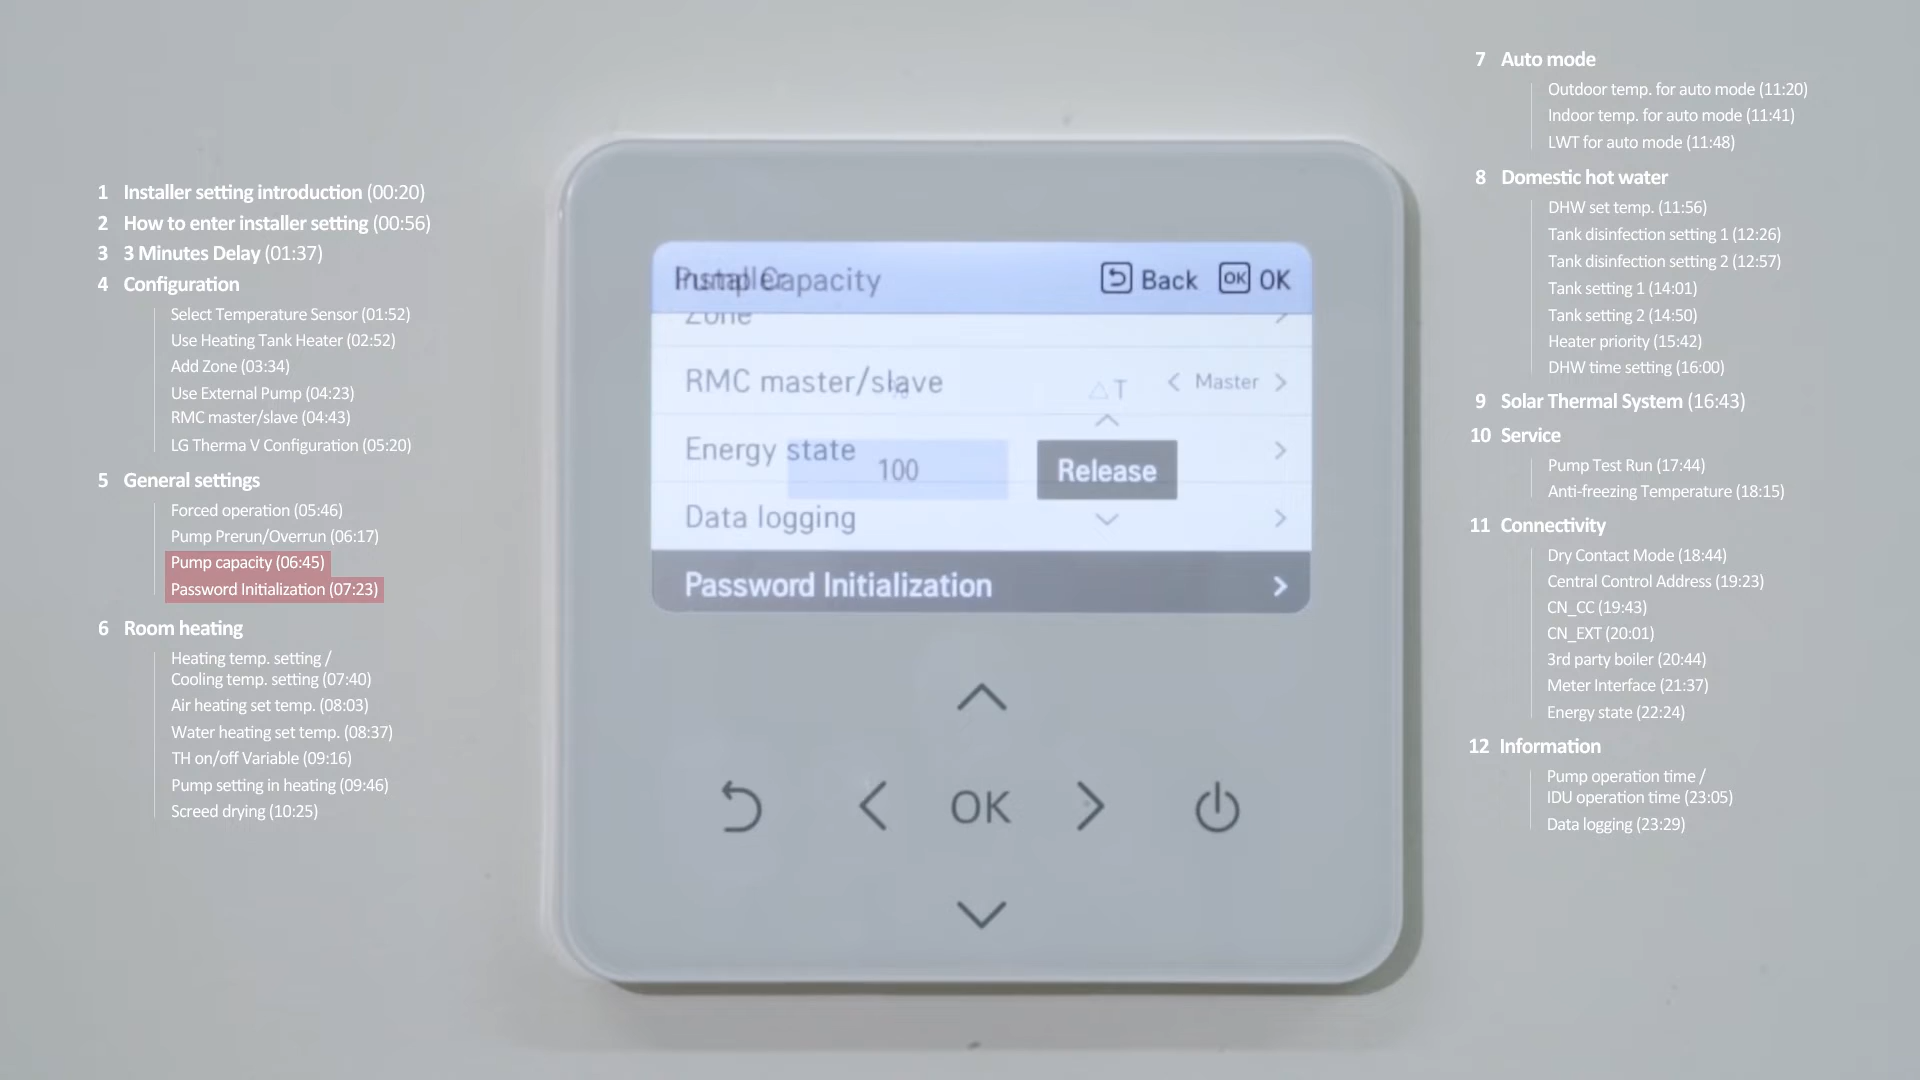 1 Installer setting introduction (00:20)
2 How to enter installer setting (00:56)
3 3 Minutes Delay (01:37)
4 Configuration
Select Temperature Sensor (01:52)
Use Heating Tank Heater (02:52)
Add Zone (03:34)
Use External Pump (04:23)
RMC master/slave (04:43)
LG Therma V Configuration (05:20)
5 General settings
Forced operation (05:46)
Pump Prerun/Overrun (06:17)
Pump capacity (06:45)
Password Initialization (07:23)
6 Room heating
Heating temp. setting /
Cooling temp. setting (07:40)
Air heating set temp. (08:03)
Water heating set temp. (08:37)
TH on/off Variable (09:16)
Pump setting in heating (09:46)
Screed drying (10:25)
Installer
Pump Capacity
Back OK OK
Zone
RMC master/slave
Master
%
△T
Energy state
100
Release
Data logging
Password Initialization
OK
7 Auto mode
Outdoor temp. for auto mode (11:20)
Indoor temp. for auto mode (11:41)
LWT for auto mode (11:48)
8 Domestic hot water
DHW set temp. (11:56)
Tank disinfection setting 1 (12:26)
Tank disinfection setting 2 (12:57)
Tank setting 1 (14:01)
Tank setting 2 (14:50)
Heater priority (15:42)
DHW time setting (16:00)
9 Solar Thermal System (16:43)
10 Service
Pump Test Run (17:44)
Anti-freezing Temperature (18:15)
11 Connectivity
Dry Contact Mode (18:44)
Central Control Address (19:23)
CN_CC (19:43)
CN_EXT (20:01)
3rd party boiler (20:44)
Meter Interface (21:37)
Energy state (22:24)
12 Information
Pump operation time /
IDU operation time (23:05)
Data logging (23:29)